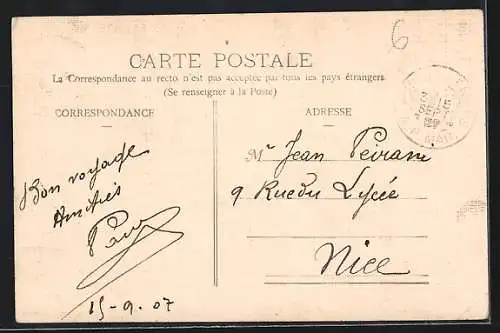 6
CARTE POSTALE
La Correspondance au recto n'est pas acceptée par tous les pays étrangers
(Se renseigner à la Poste)
CORRESPONDANCE
ADRESSE
Bon voyage
Amitiés
15-9.07
Mr Jean Peirani
9 Rue du Lycée
Nice